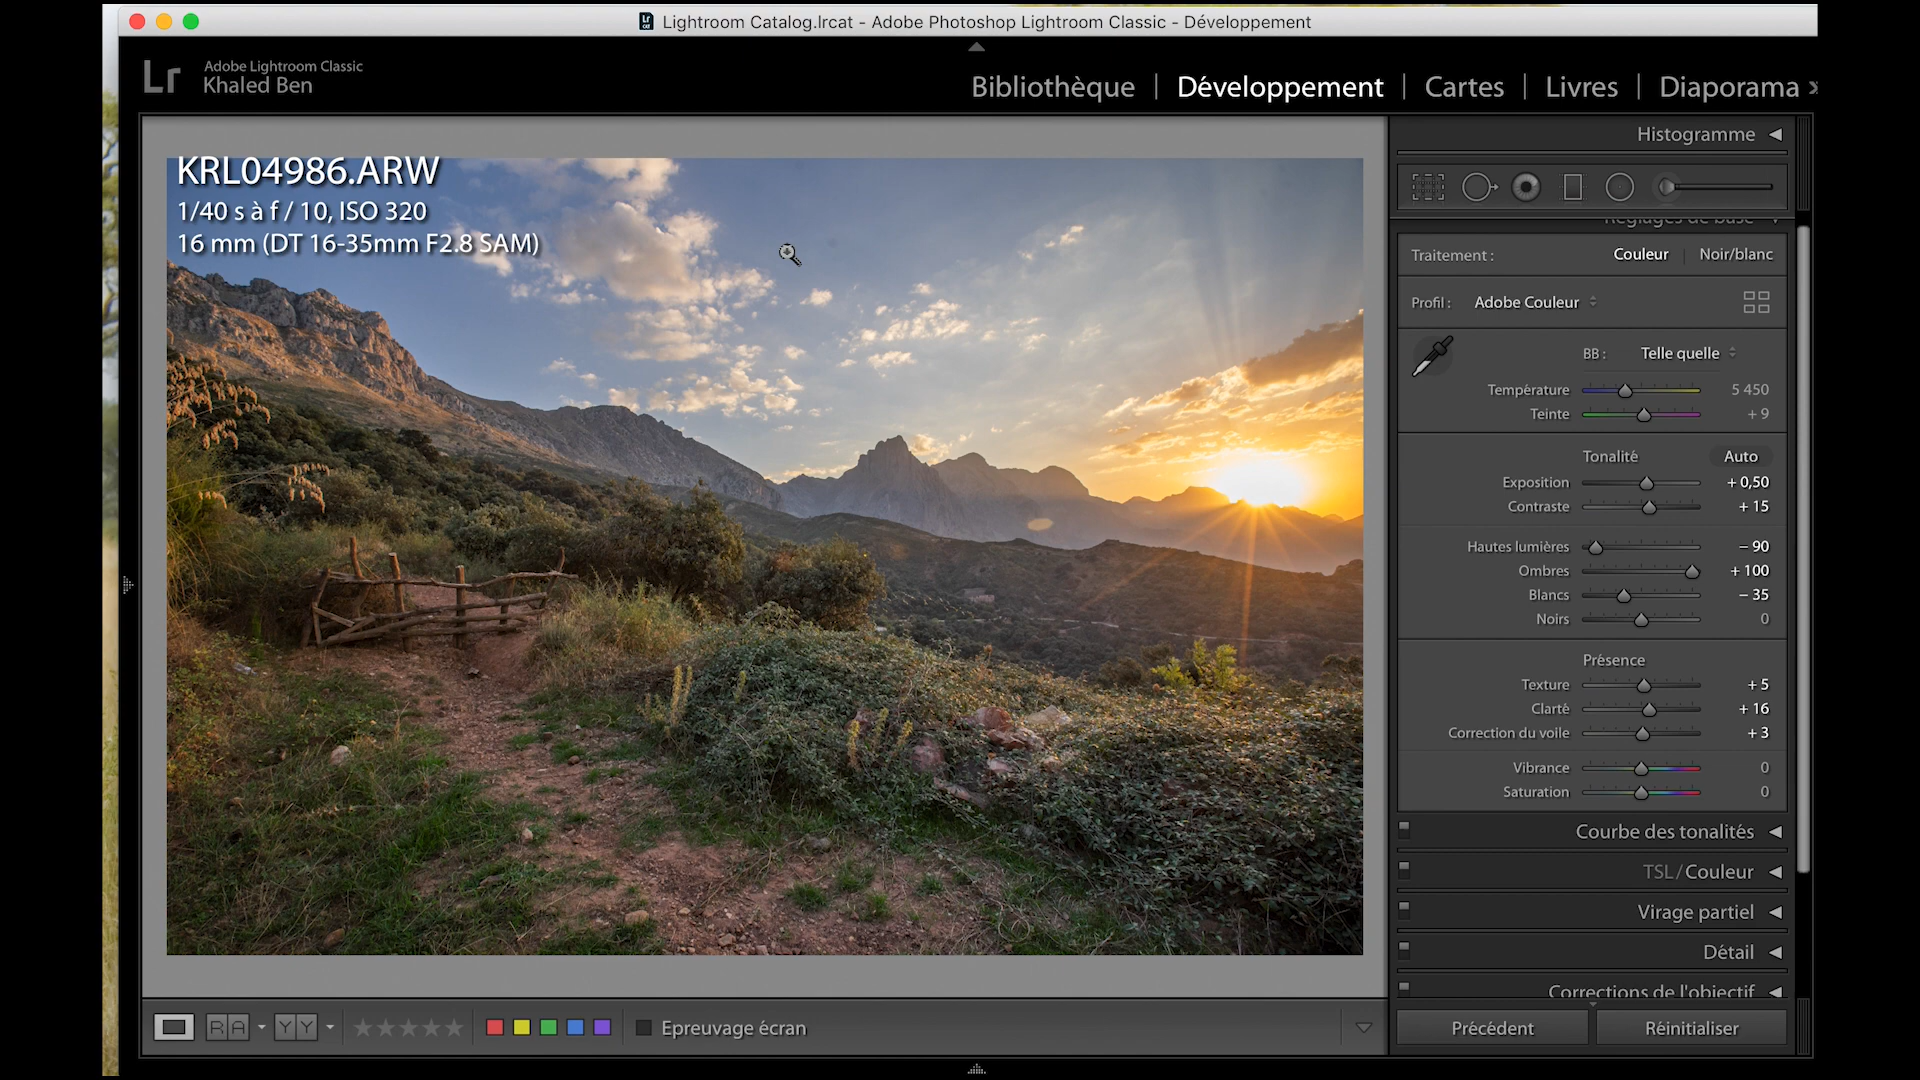 Lightroom Catalog.lrcat - Adobe Photoshop Lightroom Classic - Développement
Lr
Adobe Lightroom Classic
Khaled Ben
Bibliothèque | Développement | Cartes | Livres | Diaporama
KRL04986.ARW
1/40 s à f / 10, ISO 320
16 mm (DT 16-35mm F2.8 SAM)
Histogramme
Réglages de base
Traitement : Couleur | Noir/blanc
Profil : Adobe Couleur
BB : Telle quelle
Température 5 450
Teinte + 9
Tonalité Auto
Exposition + 0,50
Contraste + 15
Hautes lumières – 90
Ombres + 100
Blancs – 35
Noirs 0
Présence
Texture + 5
Clarté + 16
Correction du voile + 3
Vibrance 0
Saturation 0
Courbe des tonalités
TSL / Couleur
Virage partiel
Détail
Corrections de l'objectif
R A Y Y Epreuvage écran
Précédent Réinitialiser